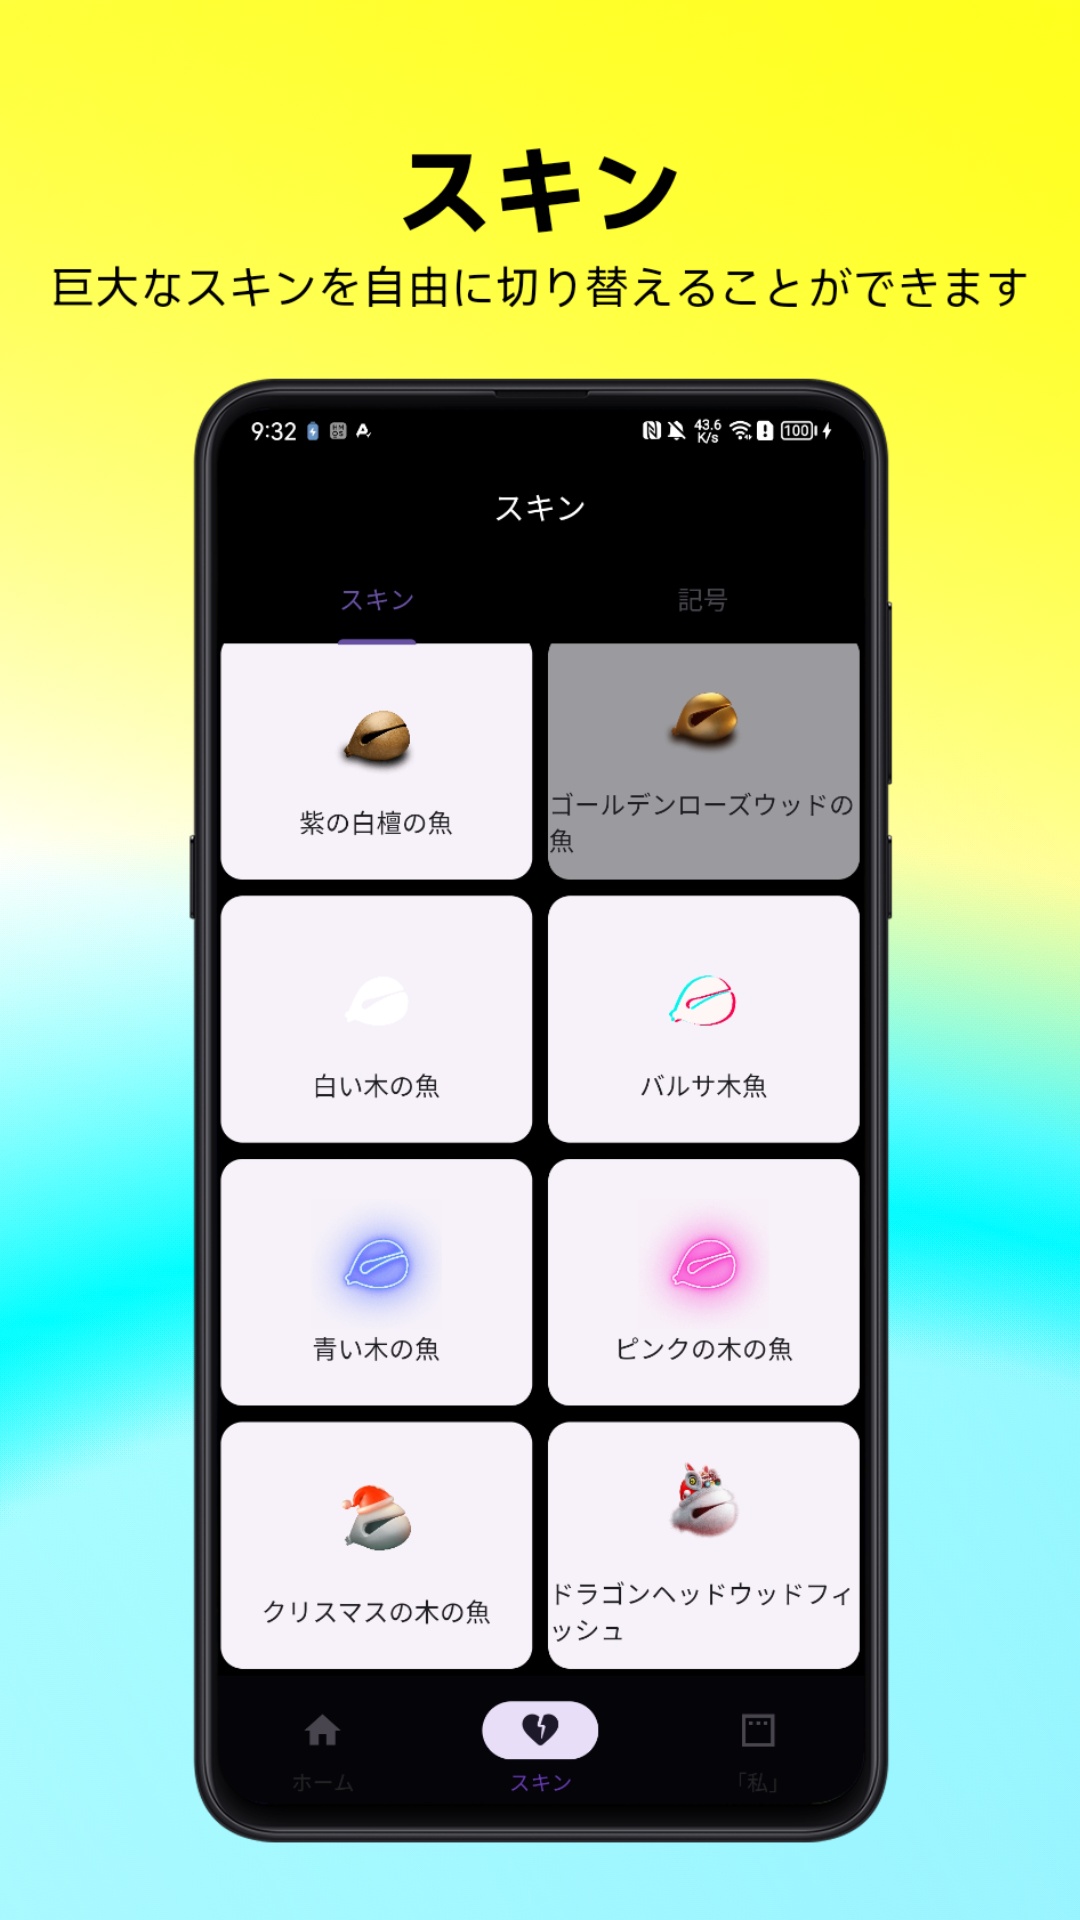 スキン
巨大なスキンを自由に切り替えることができます
9:32
43.6
K/s
100
スキン
スキン
記号
紫の白檀の魚
ゴールデンローズウッドの
魚
白い木の魚
バルサ木魚
青い木の魚
ピンクの木の魚
クリスマスの木の魚
ドラゴンヘッドウッドフィ
ッシュ
ホーム
スキン
「私」